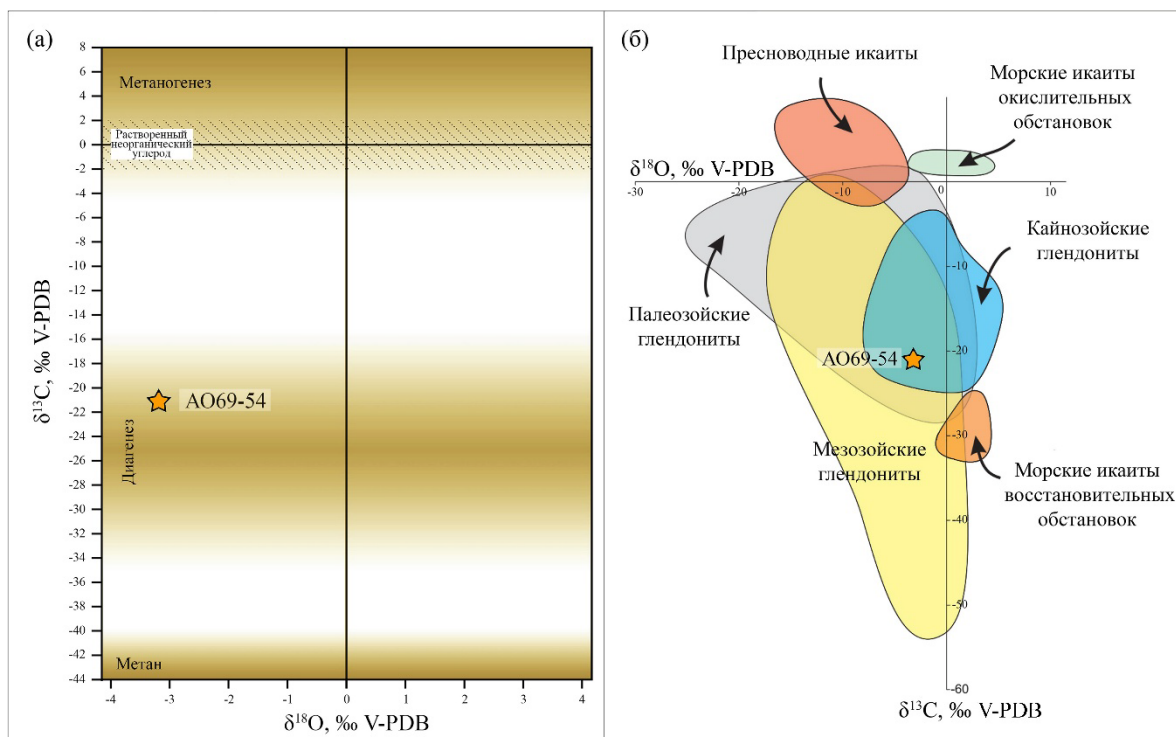 (а)
8
6
4
2
0
-2
-4
-6
-8
-10
-12
-14
-16
-18
-20
-22
-24
-26
-28
-30
-32
-34
-36
-38
-40
-42
-44
δ¹³C, ‰ V-PDB
Метаногенез
Растворенный
неорганический
углерод
AO69-54
Диагенез
Метан
-4
-3
-2
-1
0
1
2
3
4
δ¹⁸O, ‰ V-PDB
(б)
Пресноводные икаиты
Морские икаиты
окислительных
обстановок
δ¹⁸O, ‰ V-PDB
-30
-20
-10
0
10
Кайнозойские
глендониты
-10
Палеозойские
глендониты
-20
AO69-54
-30
Мезозойские
глендониты
Морские икаиты
восстановительных
обстановок
-40
-50
-60
δ¹³C, ‰ V-PDB